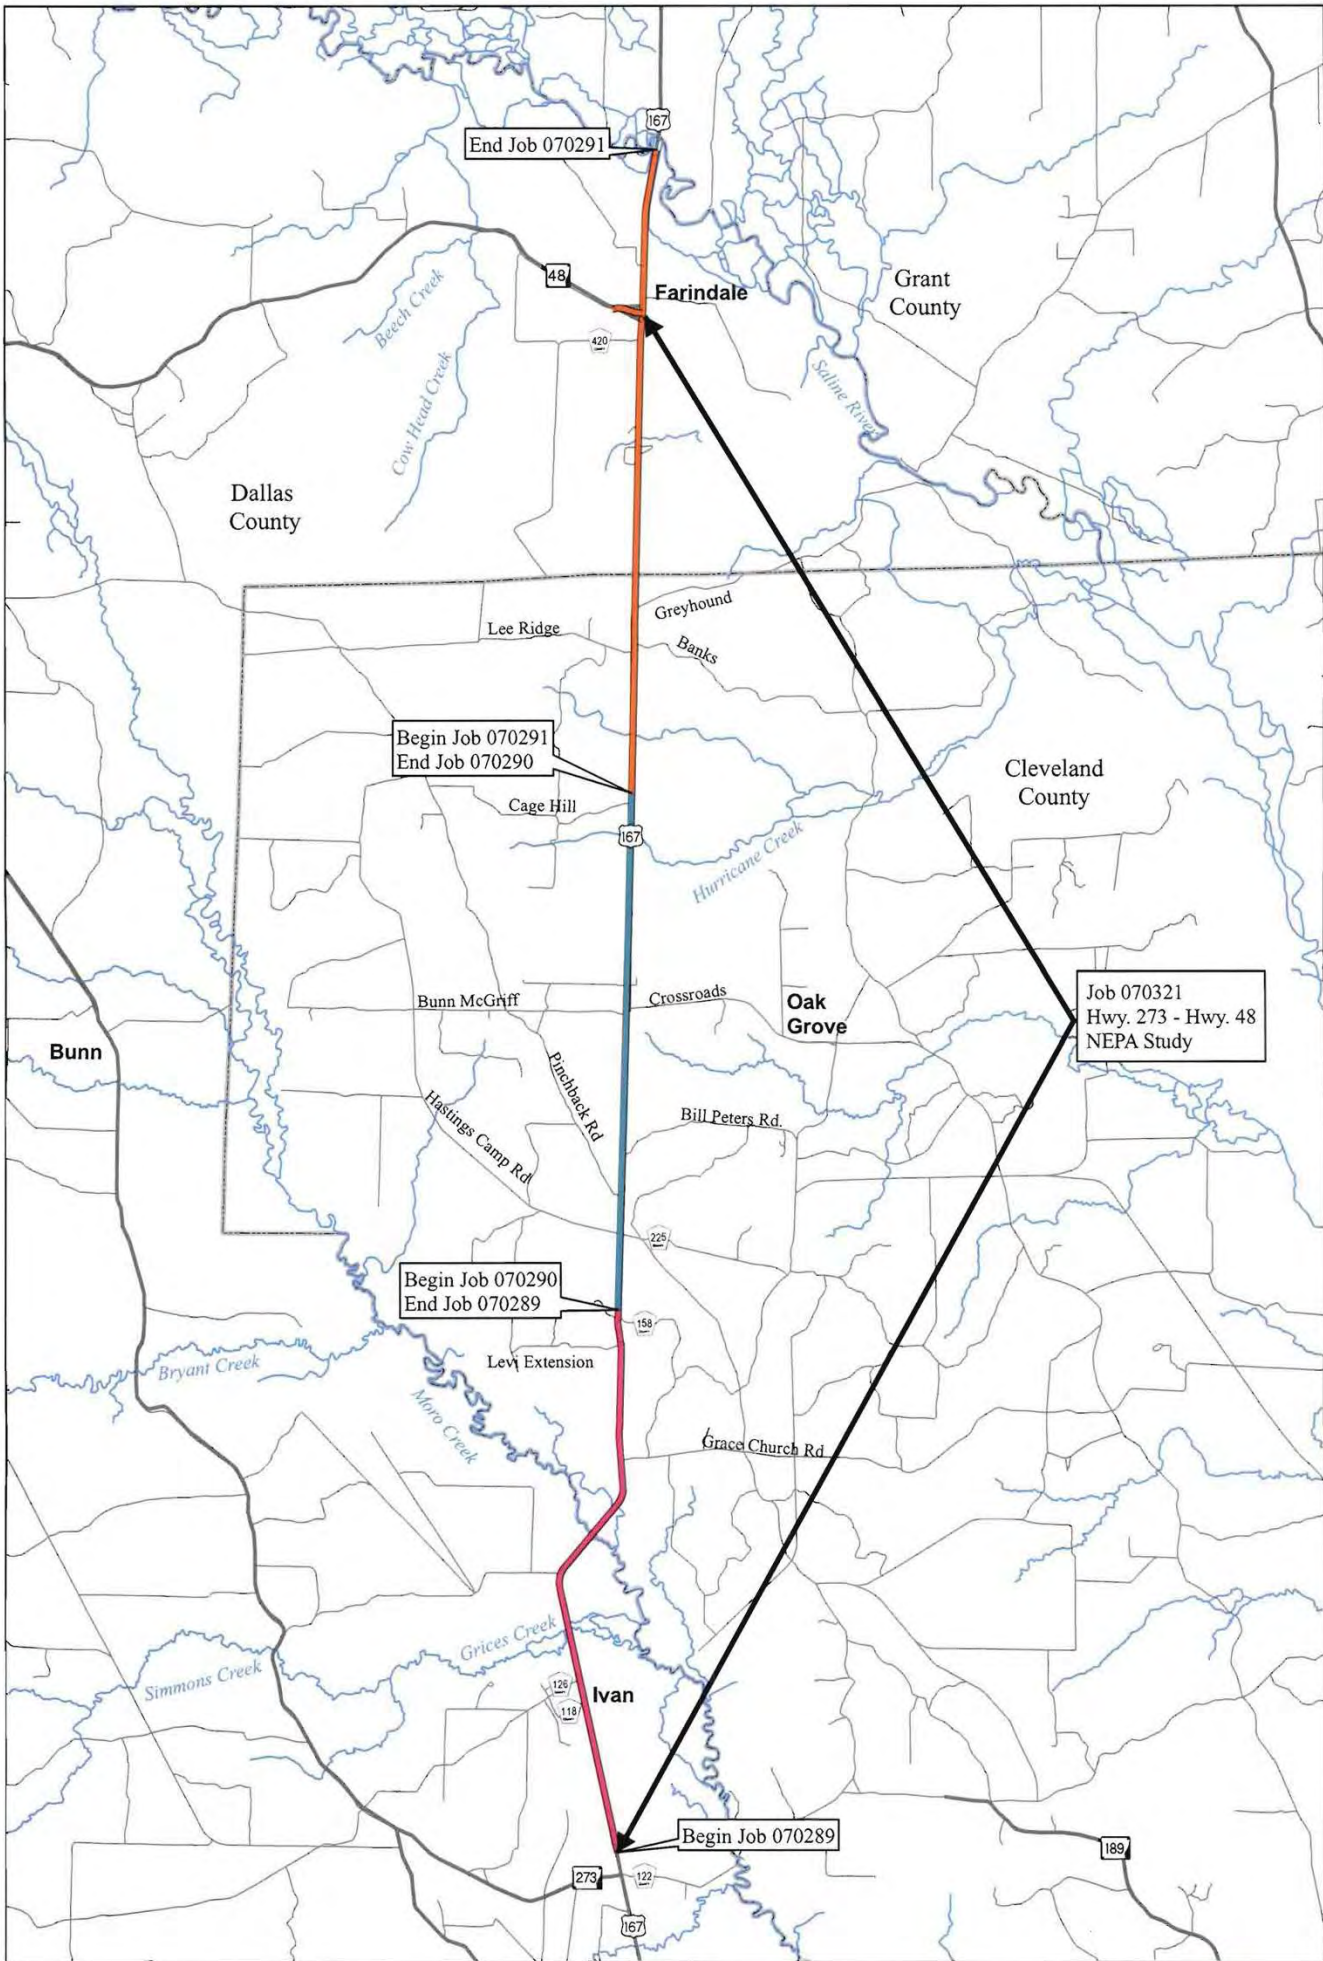 167
End Job 070291
48
Farindale
Grant
County
Beech Creek
420
Cow Head Creek
Saline River
Dallas
County
Greyhound
Lee Ridge
Banks
Begin Job 070291
End Job 070290
Cleveland
County
Cage Hill
167
Hurricane Creek
Job 070321
Hwy. 273 - Hwy. 48
NEPA Study
Bunn McGriff
Crossroads
Oak
Grove
Bunn
Pinchback Rd
Hastings Camp Rd
Bill Peters Rd.
225
Begin Job 070290
End Job 070289
158
Levi Extension
Bryant Creek
Moro Creek
Grace Church Rd
Grices Creek
Simmons Creek
126
Ivan
118
Begin Job 070289
189
273
122
167